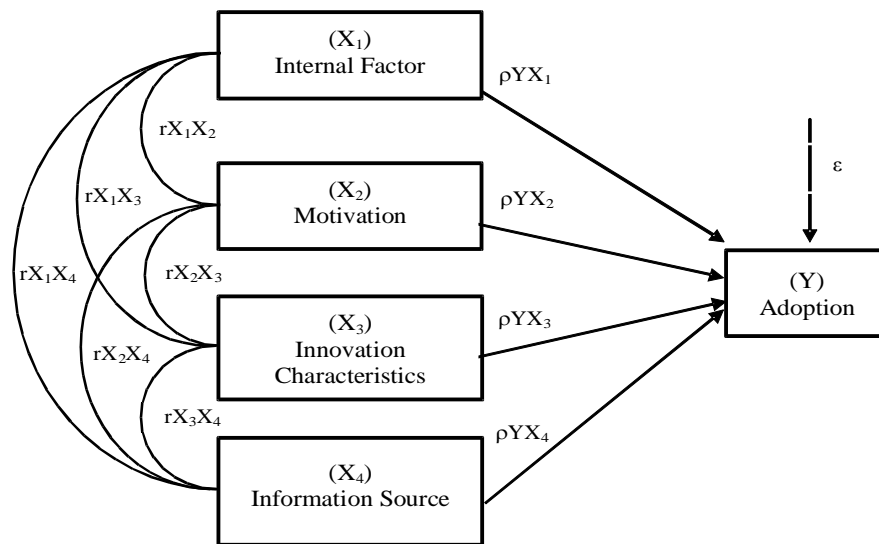 (X₁)
Internal Factor
ρYX₁
rX₁X₂
ε
(X₂)
Motivation
ρYX₂
rX₁X₃
rX₁X₄
rX₂X₃
(Y)
Adoption
(X₃)
Innovation
Characteristics
ρYX₃
rX₂X₄
rX₃X₄
ρYX₄
(X₄)
Information Source